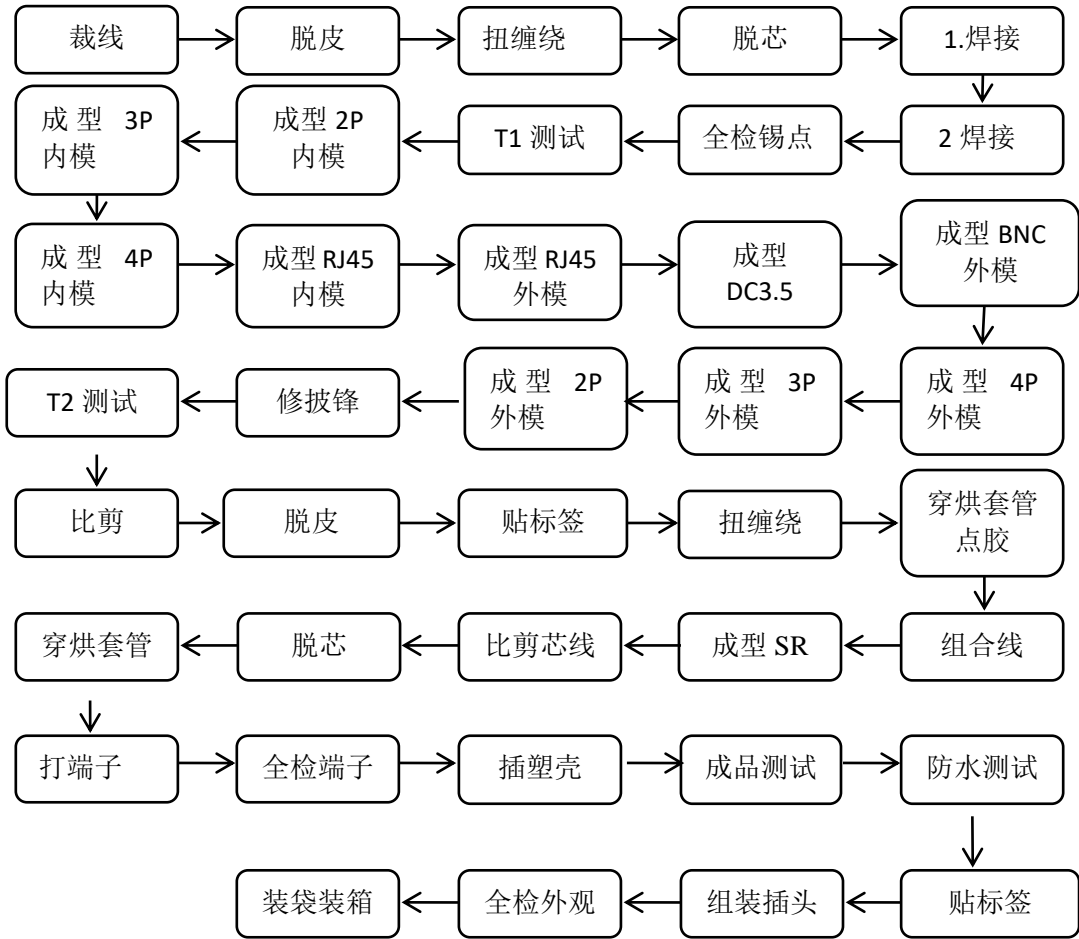 裁线
脱皮
扭缠绕
脱芯
1.焊接
2 焊接
全检锡点
T1 测试
成型 2P
内模
成 型 3P
内模
成 型 4P
内模
成型 RJ45
内模
成型 RJ45
外模
成型
DC3.5
成型 BNC
外模
成 型 4P
外模
成 型 3P
外模
成 型 2P
外模
修披锋
T2 测试
比剪
脱皮
贴标签
扭缠绕
穿烘套管
点胶
组合线
成型 SR
比剪芯线
脱芯
穿烘套管
打端子
全检端子
插塑壳
成品测试
防水测试
贴标签
组装插头
全检外观
装袋装箱